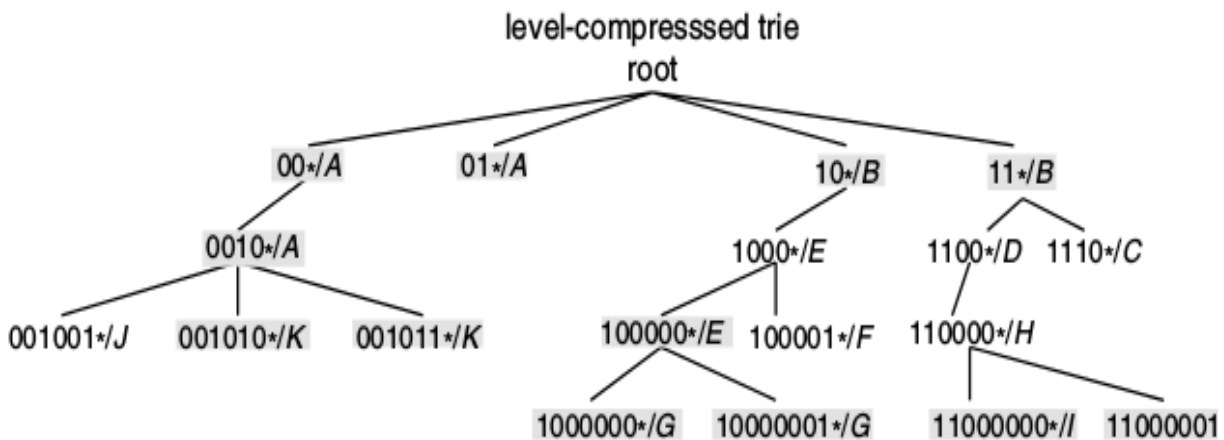 level-compresssed trie
root
00*/A 01*/A 10*/B 11*/B
0010*/A 1000*/E 1100*/D 1110*/C
001001*/J 001010*/K 001011*/K 100000*/E 100001*/F 110000*/H
10000000*/G 10000001*/G 11000000*/I 11000001